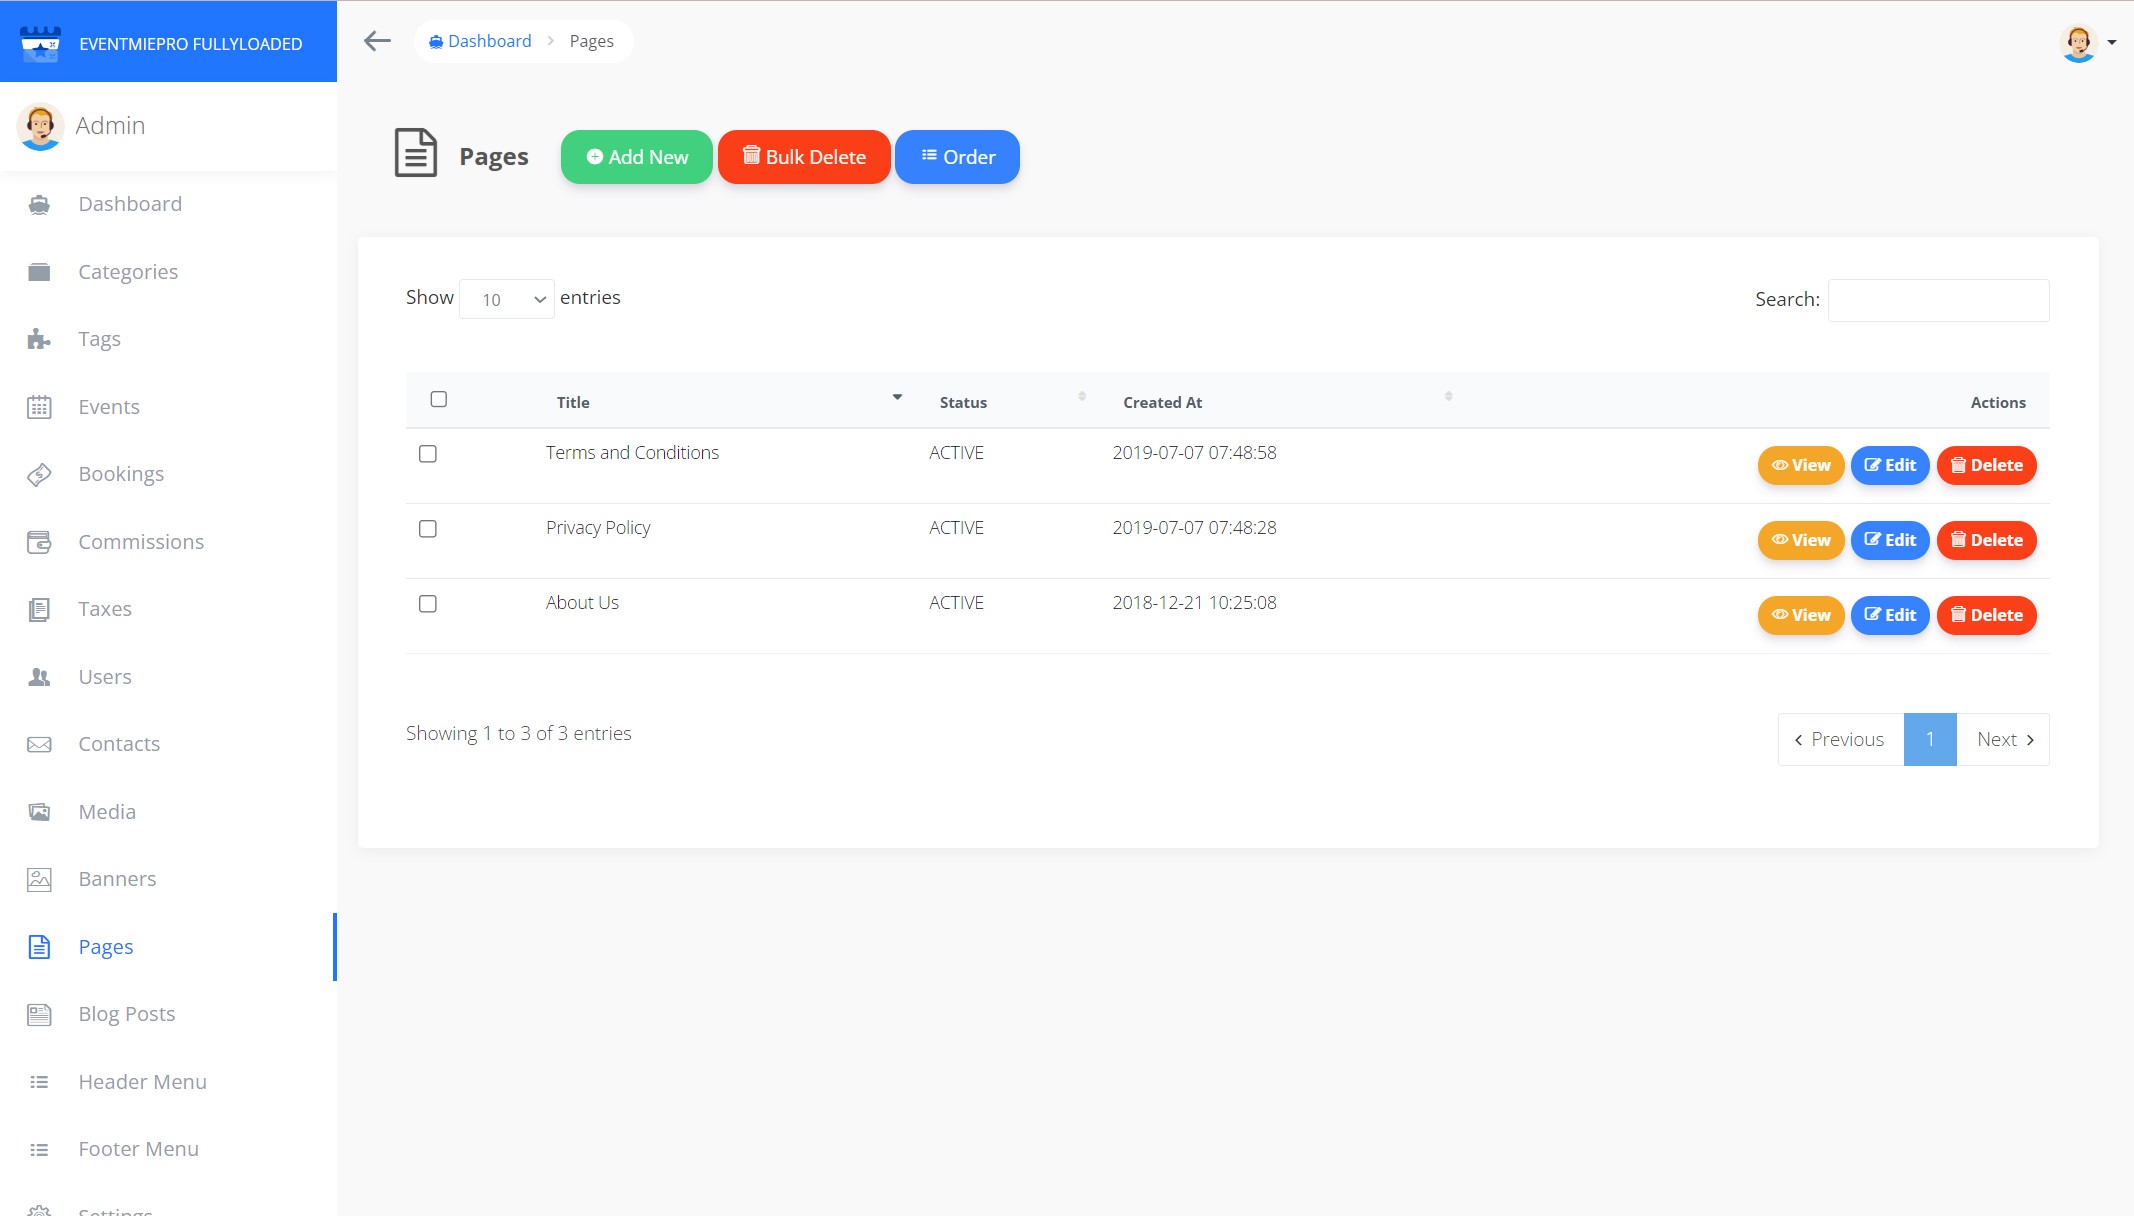 EVENTMIEPRO FULLYLOADED
Dashboard > Pages
Admin
Dashboard
Categories
Tags
Events
Bookings
Commissions
Taxes
Users
Contacts
Media
Banners
Pages
Blog Posts
Header Menu
Footer Menu
Settings
Pages Add New Bulk Delete Order
Show 10 entries Search:
Title Status Created At Actions
Terms and Conditions ACTIVE 2019-07-07 07:48:58 View Edit Delete
Privacy Policy ACTIVE 2019-07-07 07:48:28 View Edit Delete
About Us ACTIVE 2018-12-21 10:25:08 View Edit Delete
Showing 1 to 3 of 3 entries Previous 1 Next